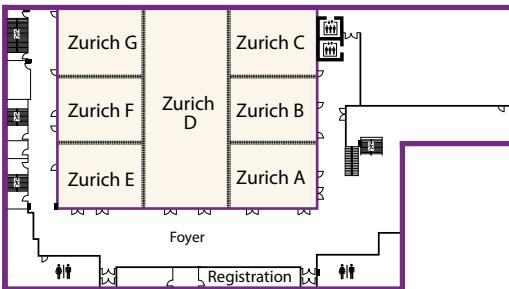 Zurich G
Zurich C
Zurich
D
Zurich F
Zurich B
Zurich E
Zurich A
Foyer
Registration